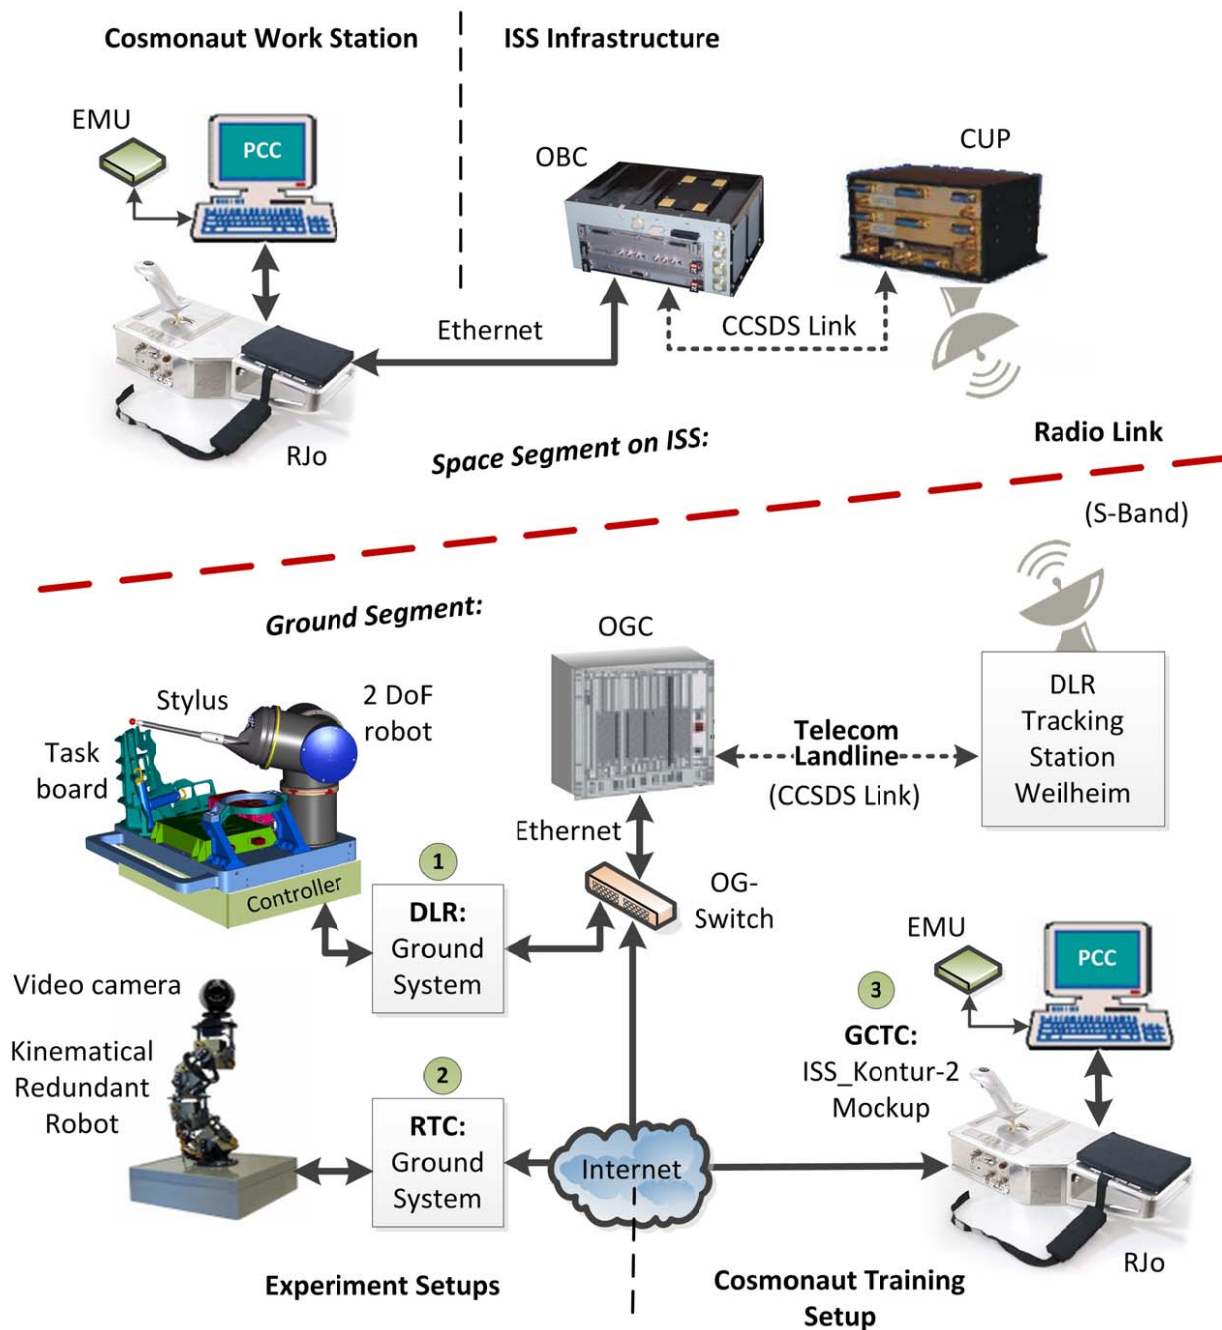 Cosmonaut Work Station
ISS Infrastructure
EMU
PCC
OBC
CUP
Ethernet
CCSDS Link
RJo
Space Segment on ISS:
Radio Link
(S-Band)
Ground Segment:
OGC
Stylus
2 DoF
robot
Task
board
Controller
Telecom
Landline
(CCSDS Link)
DLR
Tracking
Station
Weilheim
Ethernet
1
DLR:
Ground
System
OG-
Switch
Video camera
Kinematical
Redundant
Robot
2
RTC:
Ground
System
Internet
EMU
PCC
3
GCTC:
ISS_Kontur-2
Mockup
RJo
Experiment Setups
Cosmonaut Training
Setup